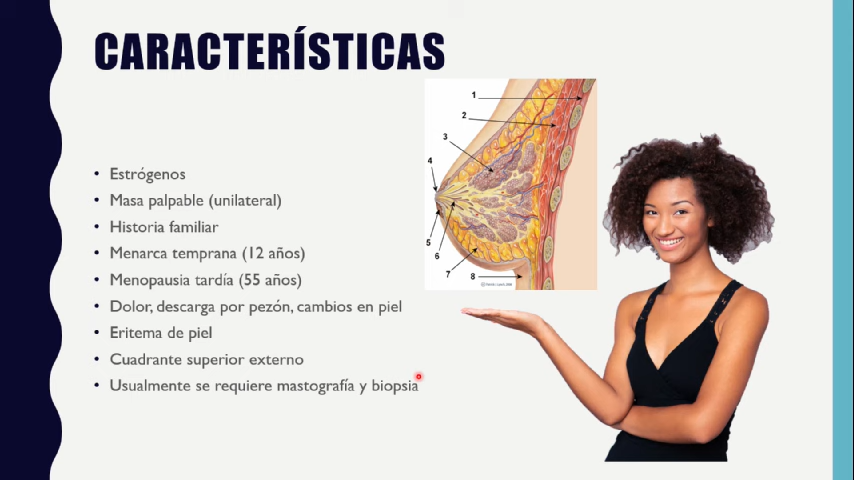 CARACTERÍSTICAS
• Estrógenos
• Masa palpable (unilateral)
• Historia familiar
• Menarca temprana (12 años)
• Menopausia tardía (55 años)
• Dolor, descarga por pezón, cambios en piel
• Eritema de piel
• Cuadrante superior externo
• Usualmente se requiere mastografía y biopsia
1
2
3
4
5
6
7
8